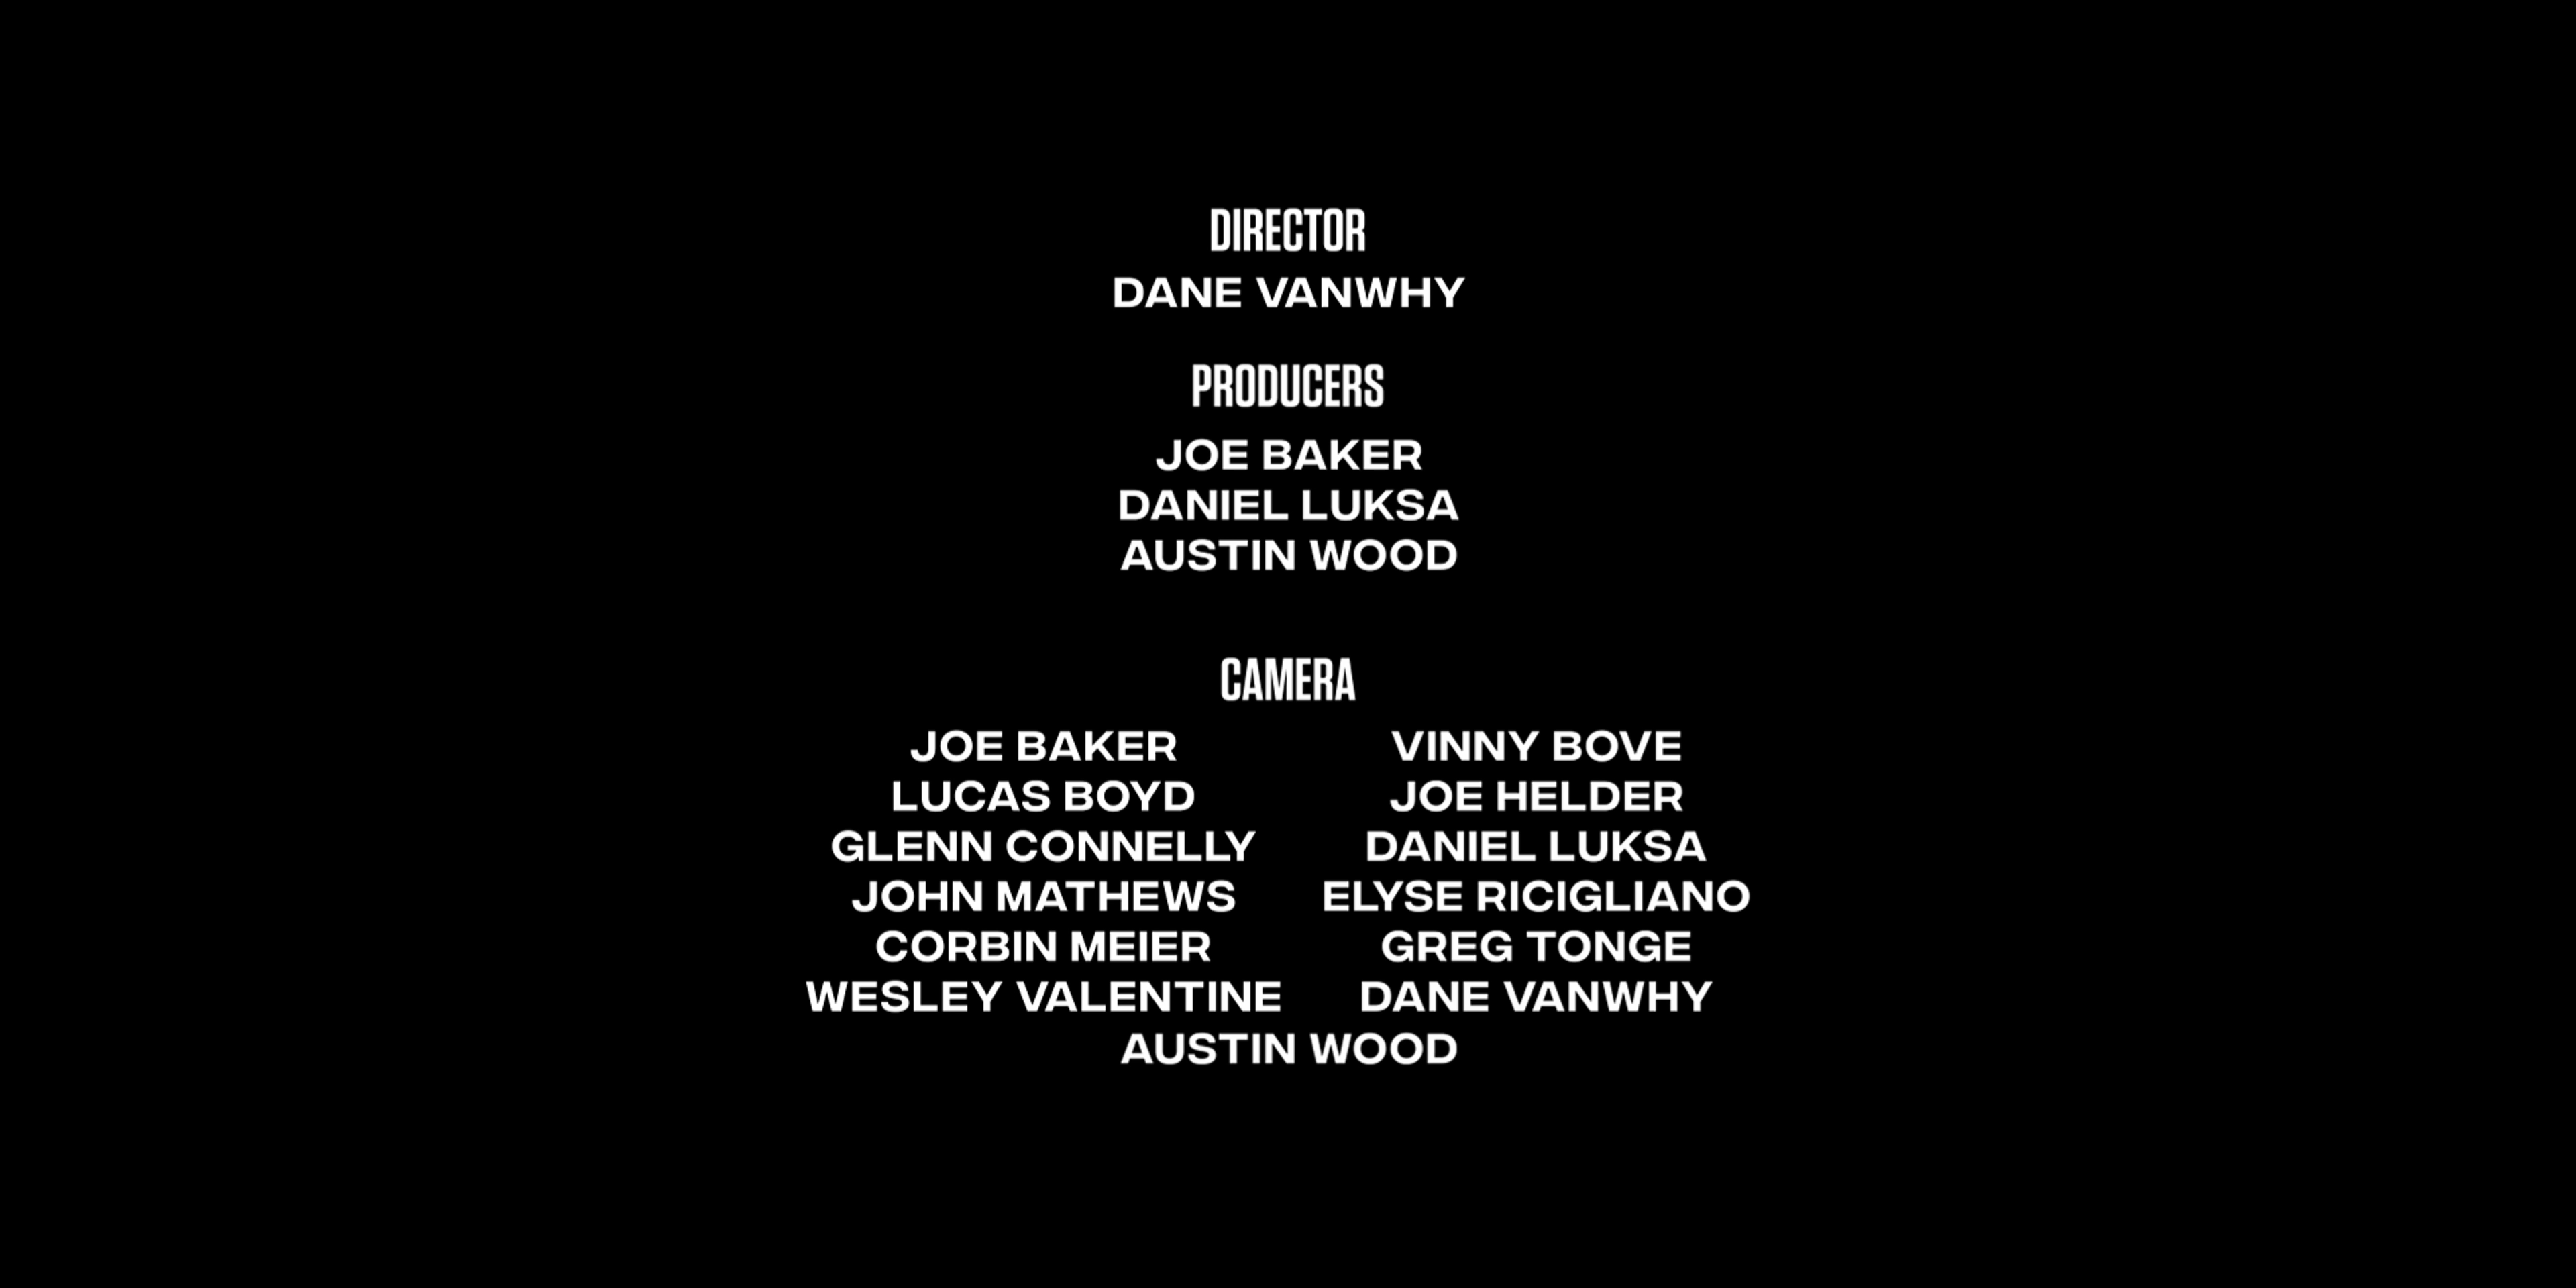 DIRECTOR
DANE VANWHY
PRODUCERS
JOE BAKER
DANIEL LUKSA
AUSTIN WOOD
CAMERA
JOE BAKER VINNY BOVE
LUCAS BOYD JOE HELDER
GLENN CONNELLY DANIEL LUKSA
JOHN MATHEWS ELYSE RICIGLIANO
CORBIN MEIER GREG TONGE
WESLEY VALENTINE DANE VANWHY
AUSTIN WOOD